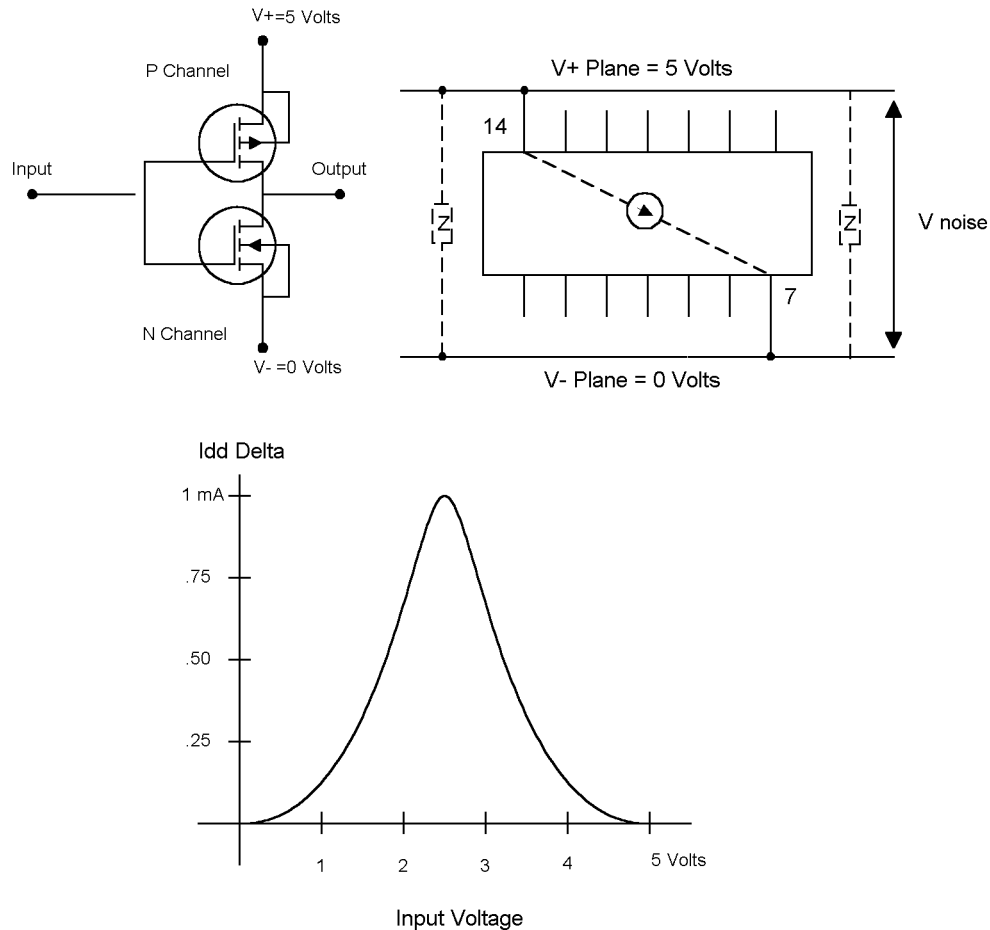 V+=5 Volts
P Channel
Input
Output
N Channel
V- =0 Volts
V+ Plane = 5 Volts
14
Z
Z
V noise
7
V- Plane = 0 Volts
Idd Delta
1 mA
.75
.50
.25
1
2
3
4
5 Volts
Input Voltage